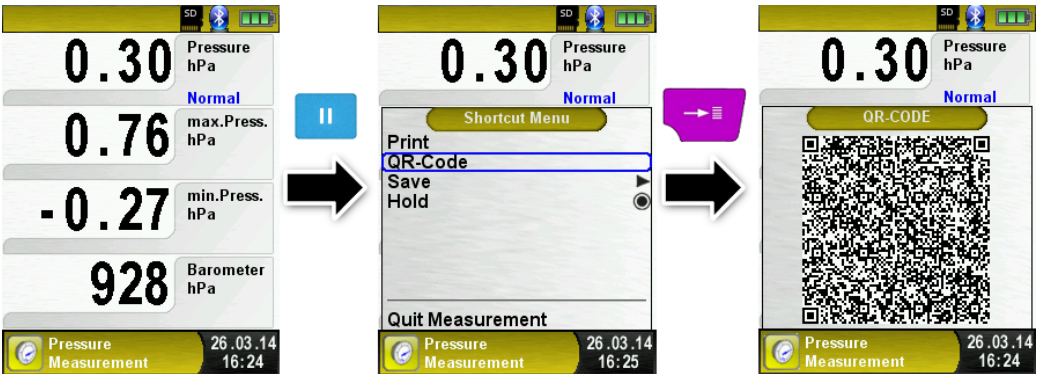 SD
0.30
Pressure
hPa
Normal
0.76
max.Press.
hPa
-0.27
min.Press.
hPa
928
Barometer
hPa
Pressure
Measurement
26.03.14
16:24
SD
0.30
Pressure
hPa
Normal
Shortcut Menu
Print
QR-Code
Save
Hold
Quit Measurement
Pressure
Measurement
26.03.14
16:25
SD
0.30
Pressure
hPa
Normal
QR-CODE
Pressure
Measurement
26.03.14
16:24